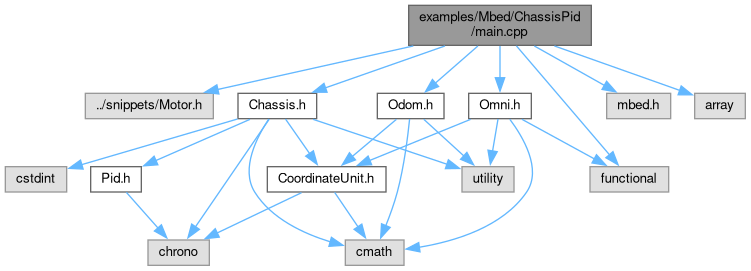 examples/Mbed/ChassisPid
/main.cpp
../snippets/Motor.h
Chassis.h
Odom.h
Omni.h
mbed.h
array
cstdint
Pid.h
CoordinateUnit.h
utility
functional
chrono
cmath